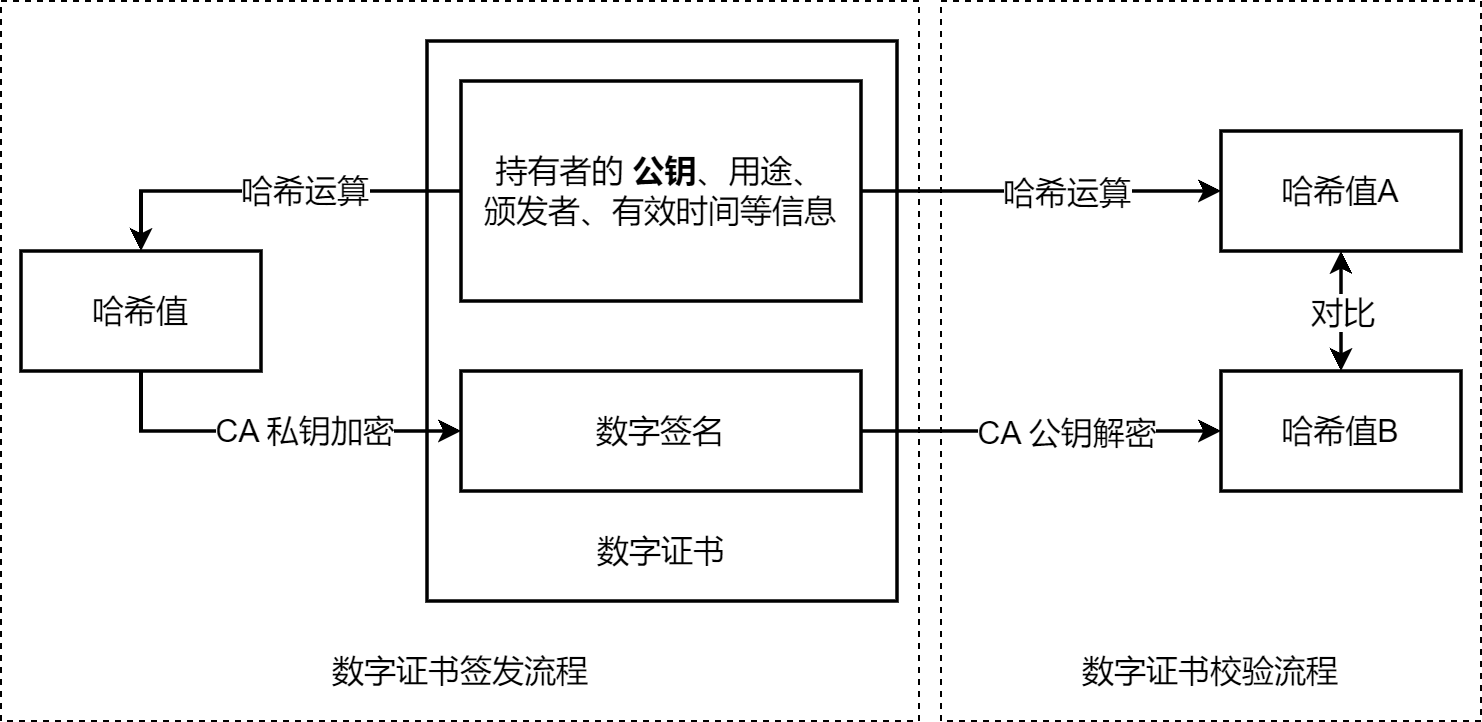 持有者的 公钥、用途、
颁发者、有效时间等信息
哈希运算
哈希值
CA 私钥加密
数字签名
数字证书
数字证书签发流程
哈希运算
哈希值A
对比
CA 公钥解密
哈希值B
数字证书校验流程